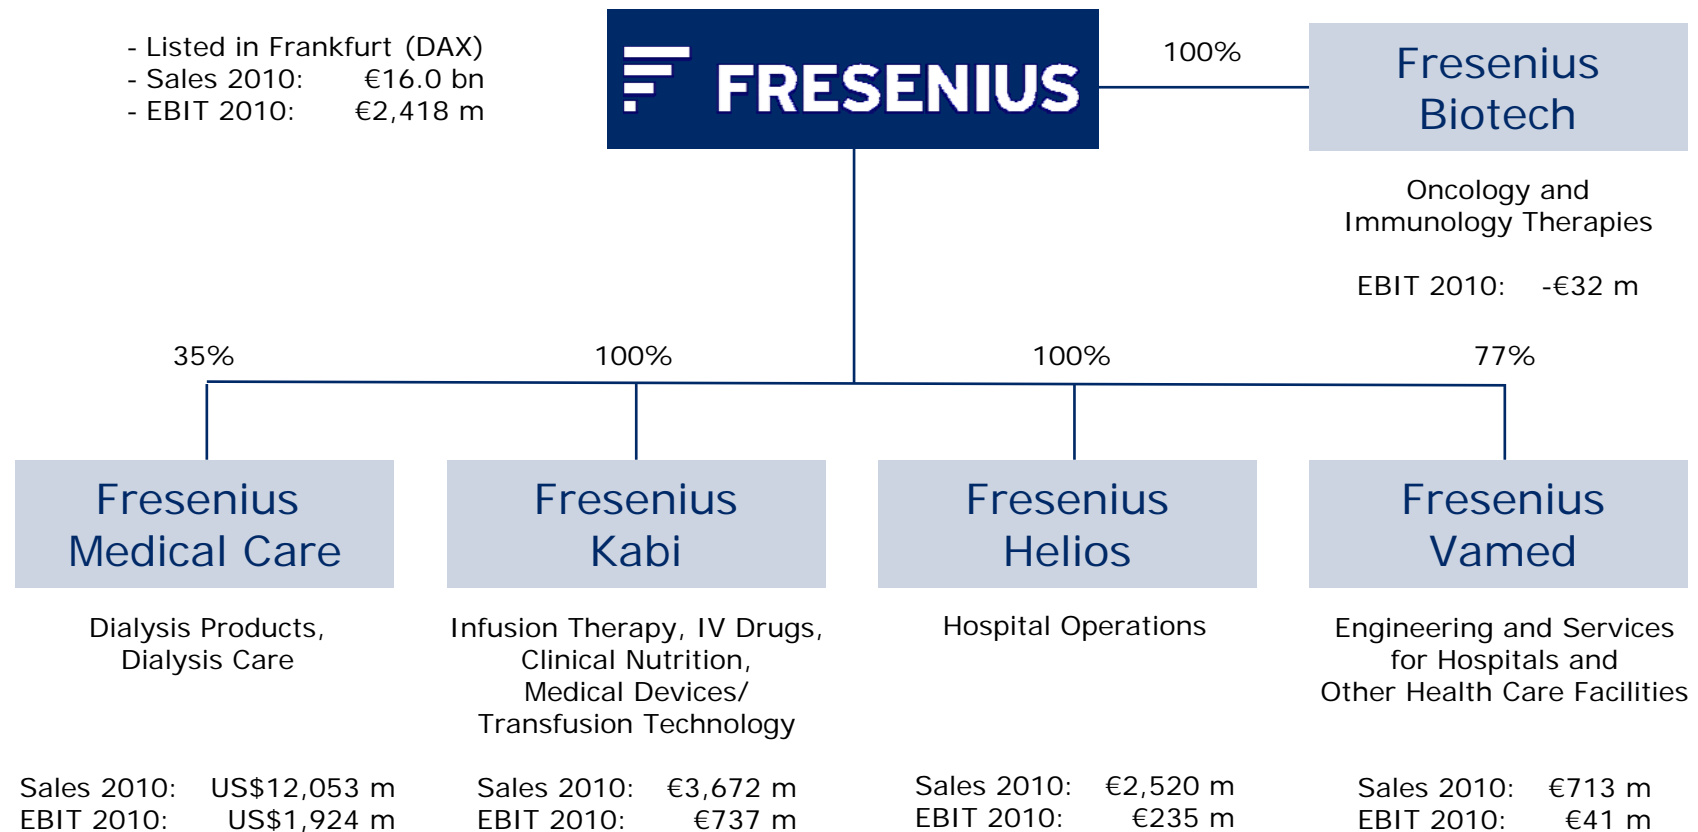 - Listed in Frankfurt (DAX)
- Sales 2010: €16.0 bn
- EBIT 2010: €2,418 m
FRESENIUS
100%
Fresenius
Biotech
Oncology and
Immunology Therapies
EBIT 2010: -€32 m
35%
100%
100%
77%
Fresenius
Medical Care
Dialysis Products,
Dialysis Care
Sales 2010: US$12,053 m
EBIT 2010: US$1,924 m
Fresenius
Kabi
Infusion Therapy, IV Drugs,
Clinical Nutrition,
Medical Devices/
Transfusion Technology
Sales 2010: €3,672 m
EBIT 2010: €737 m
Fresenius
Helios
Hospital Operations
Sales 2010: €2,520 m
EBIT 2010: €235 m
Fresenius
Vamed
Engineering and Services
for Hospitals and
Other Health Care Facilities
Sales 2010: €713 m
EBIT 2010: €41 m